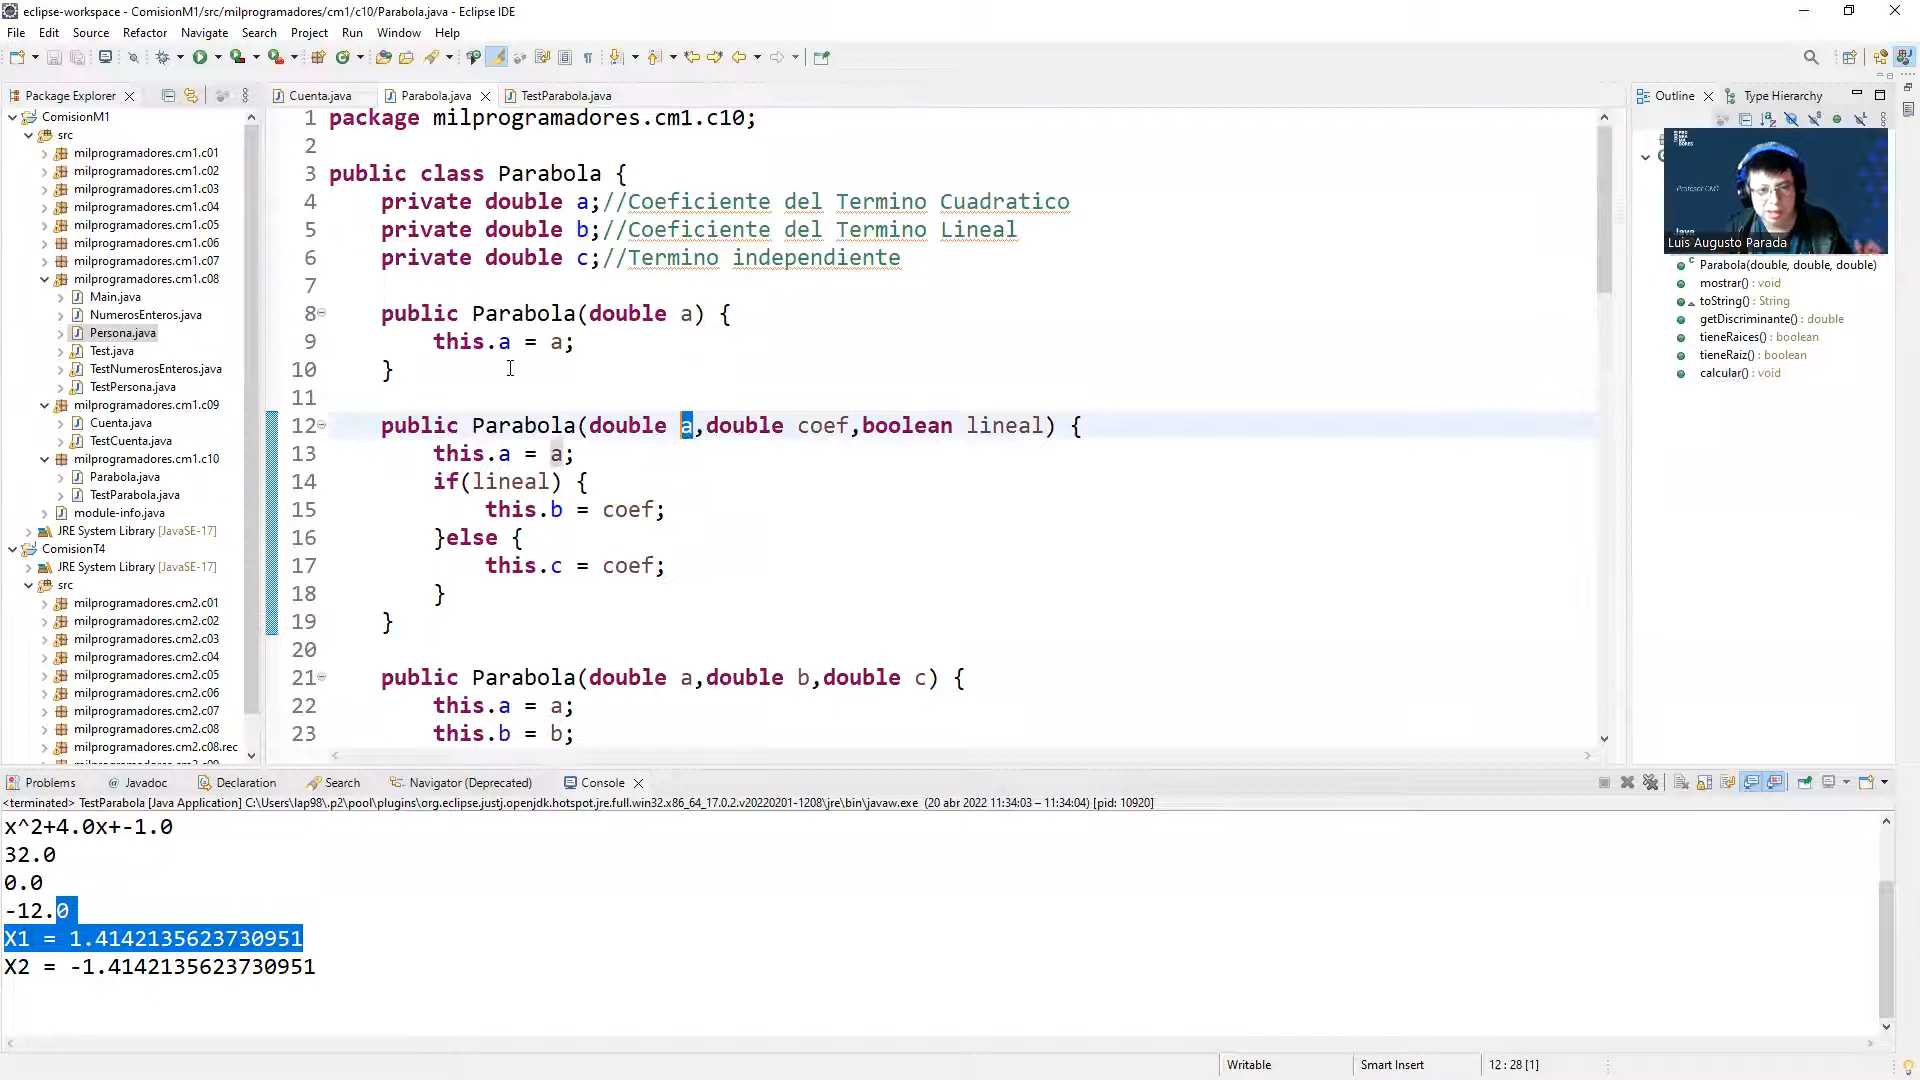 eclipse-workspace - ComisionM1/src/milprogramadores/cm1/c10/Parabola.java - Eclipse IDE
File Edit Source Refactor Navigate Search Project Run Window Help
Package Explorer
ComisionM1
src
milprogramadores.cm1.c01
milprogramadores.cm1.c02
milprogramadores.cm1.c03
milprogramadores.cm1.c04
milprogramadores.cm1.c05
milprogramadores.cm1.c06
milprogramadores.cm1.c07
milprogramadores.cm1.c08
Main.java
NumerosEnteros.java
Persona.java
Test.java
TestNumerosEnteros.java
TestPersona.java
milprogramadores.cm1.c09
Cuenta.java
TestCuenta.java
milprogramadores.cm1.c10
Parabola.java
TestParabola.java
module-info.java
JRE System Library [JavaSE-17]
ComisionT4
JRE System Library [JavaSE-17]
src
milprogramadores.cm2.c01
milprogramadores.cm2.c02
milprogramadores.cm2.c03
milprogramadores.cm2.c04
milprogramadores.cm2.c05
milprogramadores.cm2.c06
milprogramadores.cm2.c07
milprogramadores.cm2.c08
milprogramadores.cm2.c08.rec
Cuenta.java Parabola.java TestParabola.java
1 package milprogramadores.cm1.c10;
2
3 public class Parabola {
4 private double a;//Coeficiente del Termino Cuadratico
5 private double b;//Coeficiente del Termino Lineal
6 private double c;//Termino independiente
7
8 public Parabola(double a) {
9 this.a = a;
10 }
11
12 public Parabola(double a,double coef,boolean lineal) {
13 this.a = a;
14 if(lineal) {
15 this.b = coef;
16 }else {
17 this.c = coef;
18 }
19 }
20
21 public Parabola(double a,double b,double c) {
22 this.a = a;
23 this.b = b;
Outline Type Hierarchy
Profesor CM1
Luis Augusto Parada
Parabola(double, double, double)
mostrar() : void
toString() : String
getDiscriminante() : double
tieneRaices() : boolean
tieneRaiz() : boolean
calcular() : void
Problems Javadoc Declaration Search Navigator (Deprecated) Console
<terminated> TestParabola [Java Application] C:\Users\lap98\.p2\pool\plugins\org.eclipse.justj.openjdk.hotspot.jre.full.win32.x86_64_17.0.2.v20220201-1208\jre\bin\javaw.exe (20 abr 2022 11:34:03 – 11:34:04) [pid: 10920]
x^2+4.0x+-1.0
32.0
0.0
-12.0
X1 = 1.4142135623730951
X2 = -1.4142135623730951
Writable Smart Insert 12 : 28 [1]